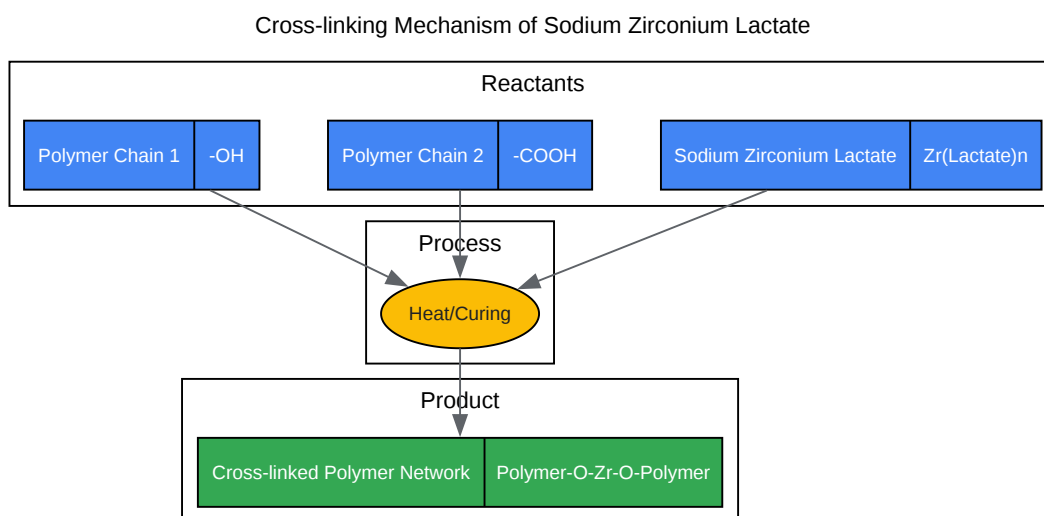 Cross-linking Mechanism of Sodium Zirconium Lactate
Reactants
Polymer Chain 1 -OH
Polymer Chain 2 -COOH
Sodium Zirconium Lactate Zr(Lactate)n
Process
Heat/Curing
Product
Cross-linked Polymer Network Polymer-O-Zr-O-Polymer